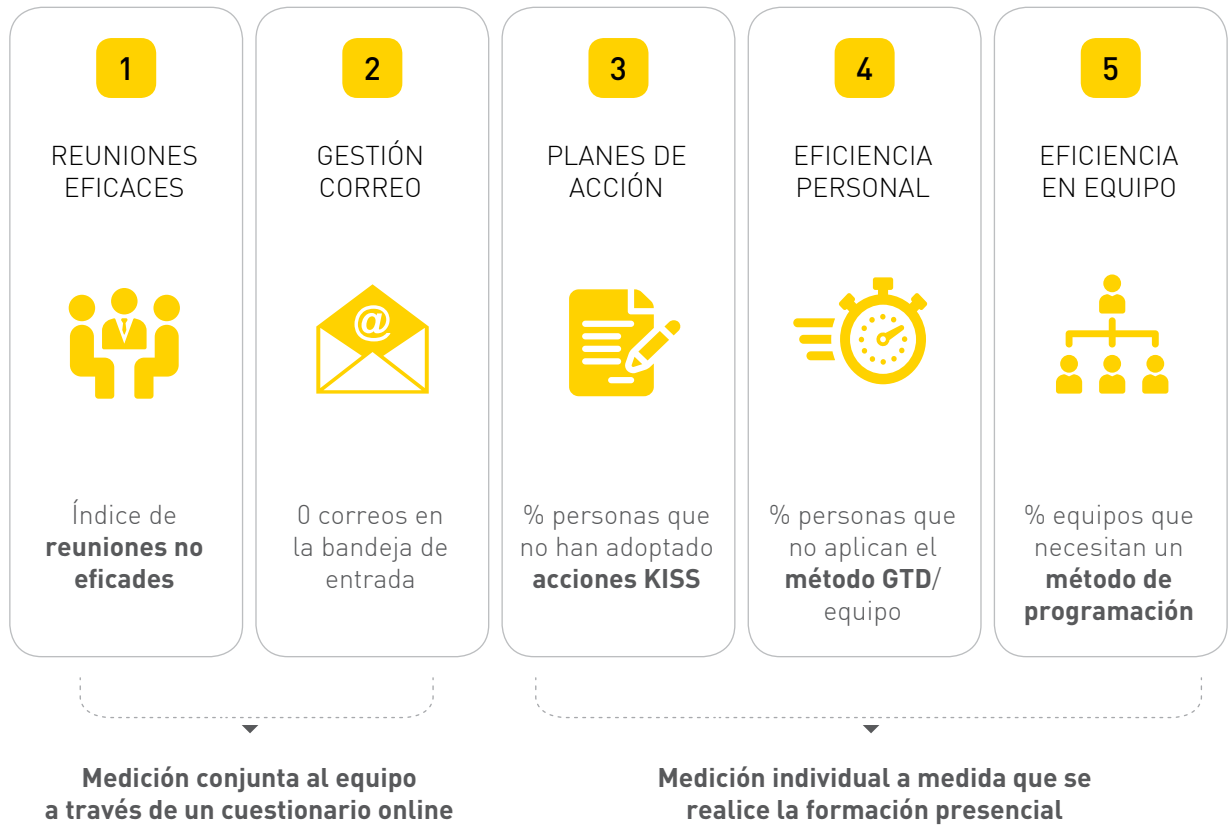 1
REUNIONES
EFICACES
Índice de
reuniones no
eficades
2
GESTIÓN
CORREO
@
0 correos en
la bandeja de
entrada
3
PLANES DE
ACCIÓN
% personas que
no han adoptado
acciones KISS
4
EFICIENCIA
PERSONAL
% personas que
no aplican el
método GTD/
equipo
5
EFICIENCIA
EN EQUIPO
% equipos que
necesitan un
método de
programación
Medición conjunta al equipo
a través de un cuestionario online
Medición individual a medida que se
realice la formación presencial